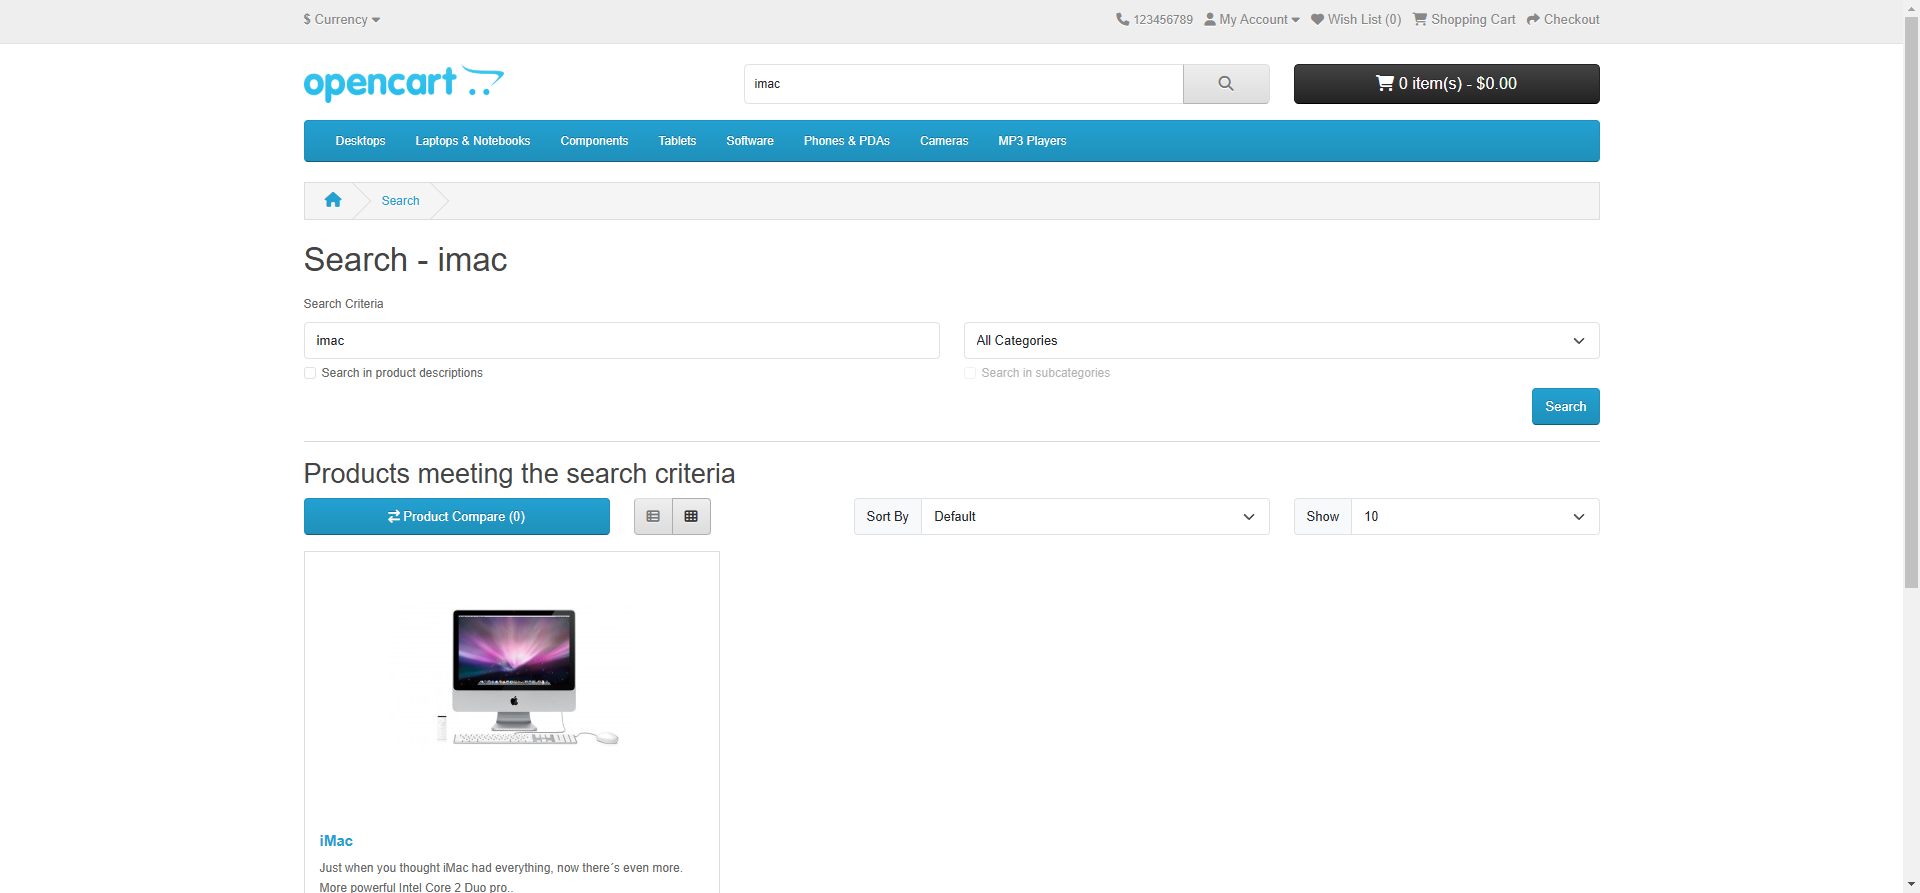 $ Currency
123456789 My Account Wish List (0) Shopping Cart Checkout
opencart
imac
0 item(s) - $0.00
Desktops Laptops & Notebooks Components Tablets Software Phones & PDAs Cameras MP3 Players
Search
Search - imac
Search Criteria
imac
All Categories
Search in product descriptions
Search in subcategories
Search
Products meeting the search criteria
Product Compare (0)
Sort By Default
Show 10
iMac
Just when you thought iMac had everything, now there´s even more.
More powerful Intel Core 2 Duo pro..